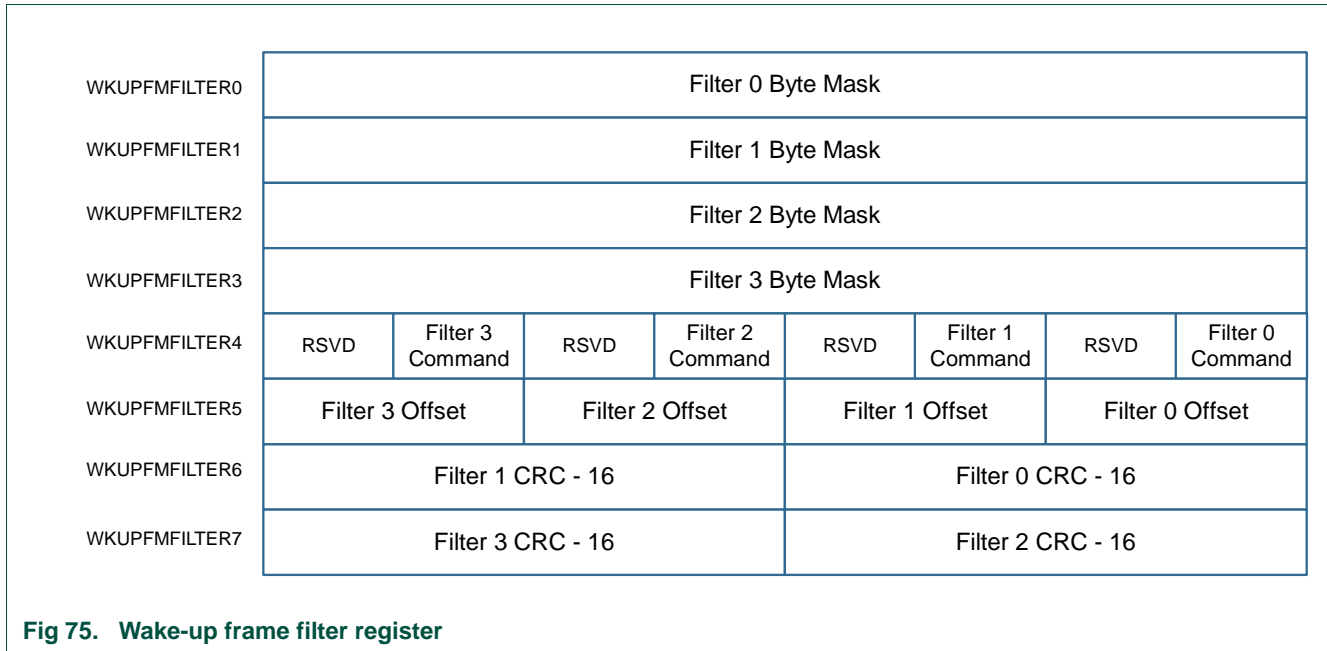 WKUPFMFILTER0 Filter 0 Byte Mask
WKUPFMFILTER1 Filter 1 Byte Mask
WKUPFMFILTER2 Filter 2 Byte Mask
WKUPFMFILTER3 Filter 3 Byte Mask
WKUPFMFILTER4 RSVD Filter 3 Command RSVD Filter 2 Command RSVD Filter 1 Command RSVD Filter 0 Command
WKUPFMFILTER5 Filter 3 Offset Filter 2 Offset Filter 1 Offset Filter 0 Offset
WKUPFMFILTER6 Filter 1 CRC - 16 Filter 0 CRC - 16
WKUPFMFILTER7 Filter 3 CRC - 16 Filter 2 CRC - 16
Fig 75. Wake-up frame filter register